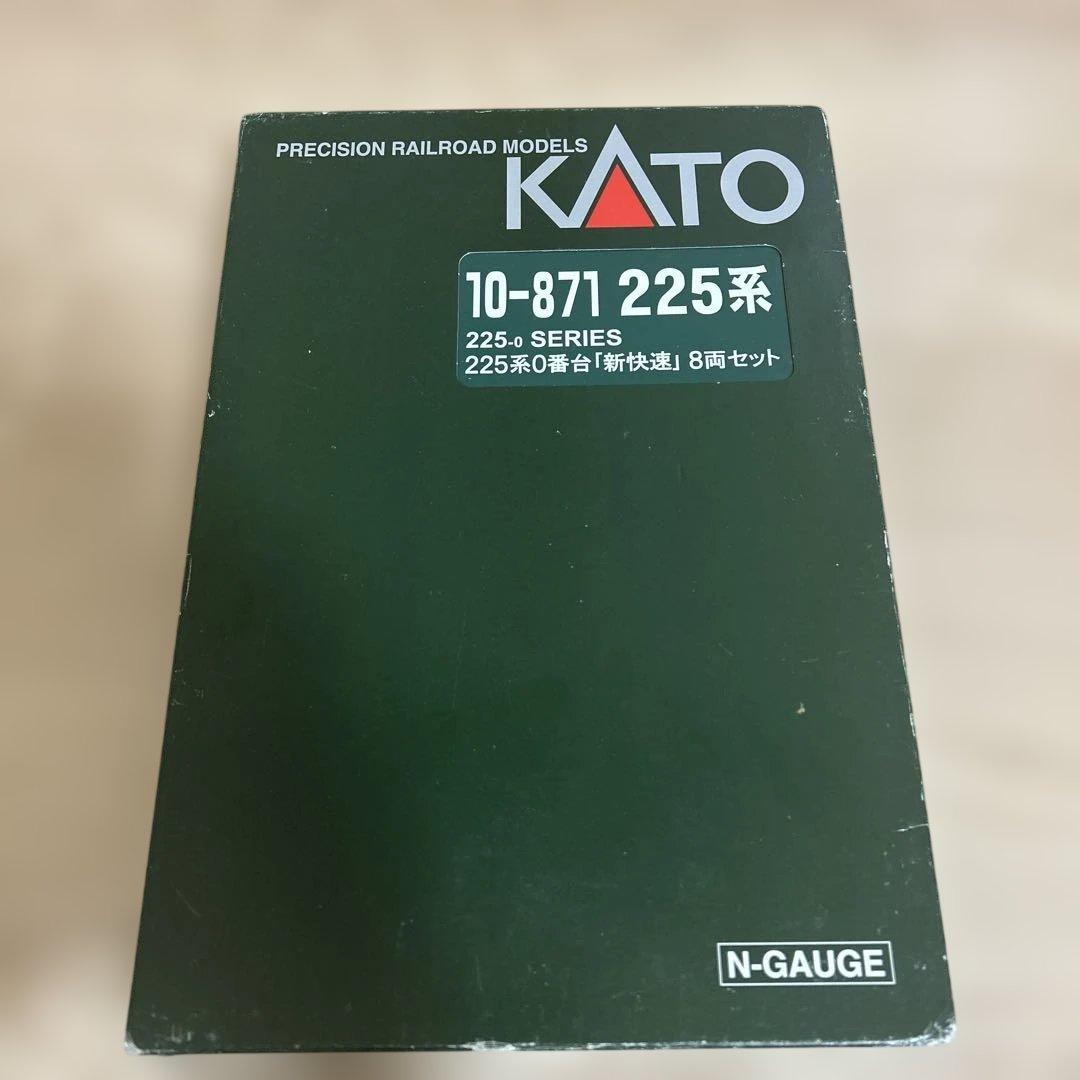 PRECISION RAILROAD MODELS
KATO
10-871 225系
225-0 SERIES
225系0番台「新快速」8両セット
N-GAUGE